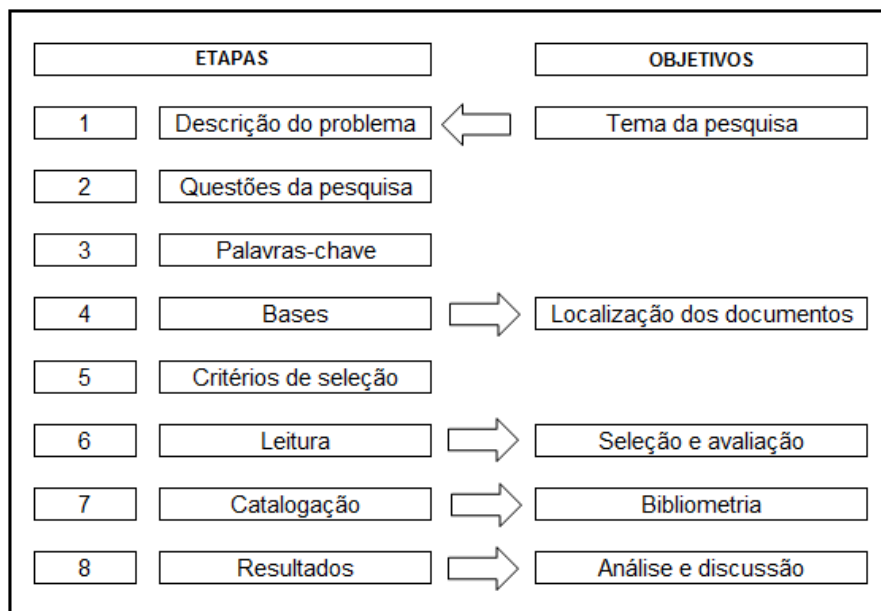 ETAPAS OBJETIVOS
1 Descrição do problema Tema da pesquisa
2 Questões da pesquisa
3 Palavras-chave
4 Bases Localização dos documentos
5 Critérios de seleção
6 Leitura Seleção e avaliação
7 Catalogação Bibliometria
8 Resultados Análise e discussão